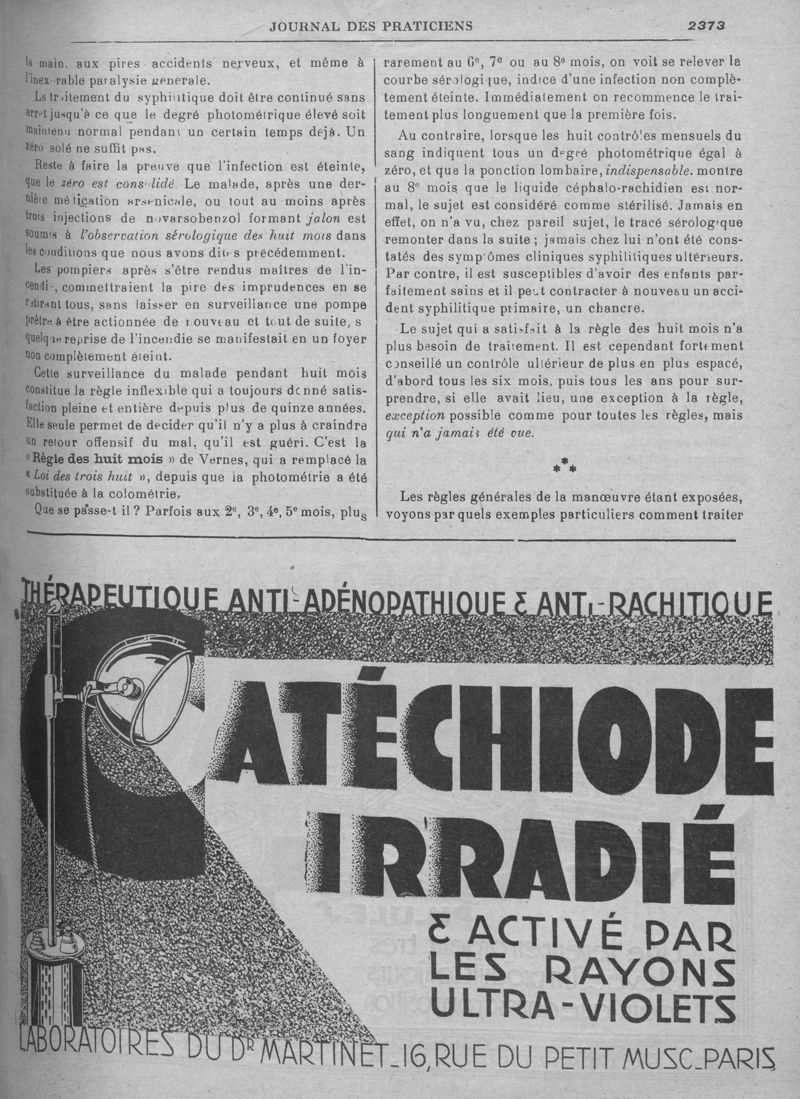 JOURNAL DES PRATICIENS
2373
la main, aux pires accidents nerveux, et même à
l'inexorable paralysie générale.
Le traitement du syphilitique doit être continué sans
arrêt jusqu'à ce que le degré photométrique élevé soit
maintenu normal pendant un certain temps déjà. Un
zéro isolé ne suffit pas.
Reste à faire la preuve que l'infection est éteinte,
que le zéro est consolidé Le malade, après une der-
nière médication arsenicale, ou tout au moins après
trois injections de novarsobenzol formant jalon est
soumis à l'observation sérologique des huit mois dans
les conditions que nous avons dites précédemment.
Les pompiers après s'être rendus maîtres de l'in-
cendie, commettraient la pire des imprudences en se
retirant tous, sans laisser en surveillance une pompe
prête à être actionnée de nouveau et tout de suite, s
quelque reprise de l'incendie se manifestait en un foyer
non complètement éteint.
Cette surveillance du malade pendant huit mois
constitue la règle inflexible qui a toujours donné satis-
faction pleine et entière depuis plus de quinze années.
Elle seule permet de décider qu'il n'y a plus à craindre
un retour offensif du mal, qu'il est guéri. C'est la
« Règle des huit mois » de Vernes, qui a remplacé la
« Loi des trois huit », depuis que la photométrie a été
substituée à la colométrie.
Que se passe-t il ? Parfois aux 2e, 3e, 4e, 5e mois, plus
rarement au 6e, 7e ou au 8e mois, on voit se relever la
courbe sérologique, indice d'une infection non complè-
tement éteinte. Immédiatement on recommence le trai-
tement plus longuement que la première fois.
Au contraire, lorsque les huit contrôles mensuels du
sang indiquent tous un degré photométrique égal à
zéro, et que la ponction lombaire, indispensable. montre
au 8e mois que le liquide céphalo-rachidien est nor-
mal, le sujet est considéré comme stérilisé. Jamais en
effet, on n'a vu, chez pareil sujet, le tracé sérologique
remonter dans la suite ; jamais chez lui n'ont été cons-
tatés des symptômes cliniques syphilitiques ultérieurs.
Par contre, il est susceptibles d'avoir des enfants par-
faitement sains et il peut contracter à nouveau un acci-
dent syphilitique primaire, un chancre.
Le sujet qui a satisfait à la règle des huit mois n'a
plus besoin de traitement. Il est cependant fortement
conseillé un contrôle ultérieur de plus en plus espacé,
d'abord tous les six mois, puis tous les ans pour sur-
prendre, si elle avait lieu, une exception à la règle,
exception possible comme pour toutes les règles, mais
qui n'a jamais été vue.
* * *
Les règles générales de la manœuvre étant exposées,
voyons par quels exemples particuliers comment traiter
THÉRAPEUTIQUE ANTI-ADÉNOPATHIQUE & ANTI-RACHITIQUE
CATÉCHIODE
IRRADIÉ
& ACTIVÉ PAR
LES RAYONS
ULTRA-VIOLETS
LABORATOIRES DU DR MARTINET_16, RUE DU PETIT MUSC_PARIS